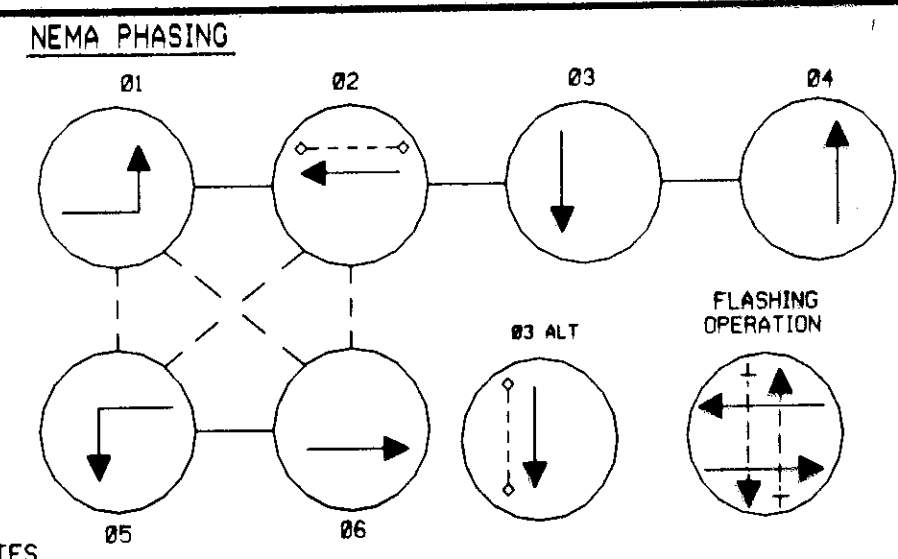 NEMA PHASING
Ø1 Ø2 Ø3 Ø4
Ø3 ALT
FLASHING
OPERATION
Ø5 Ø6